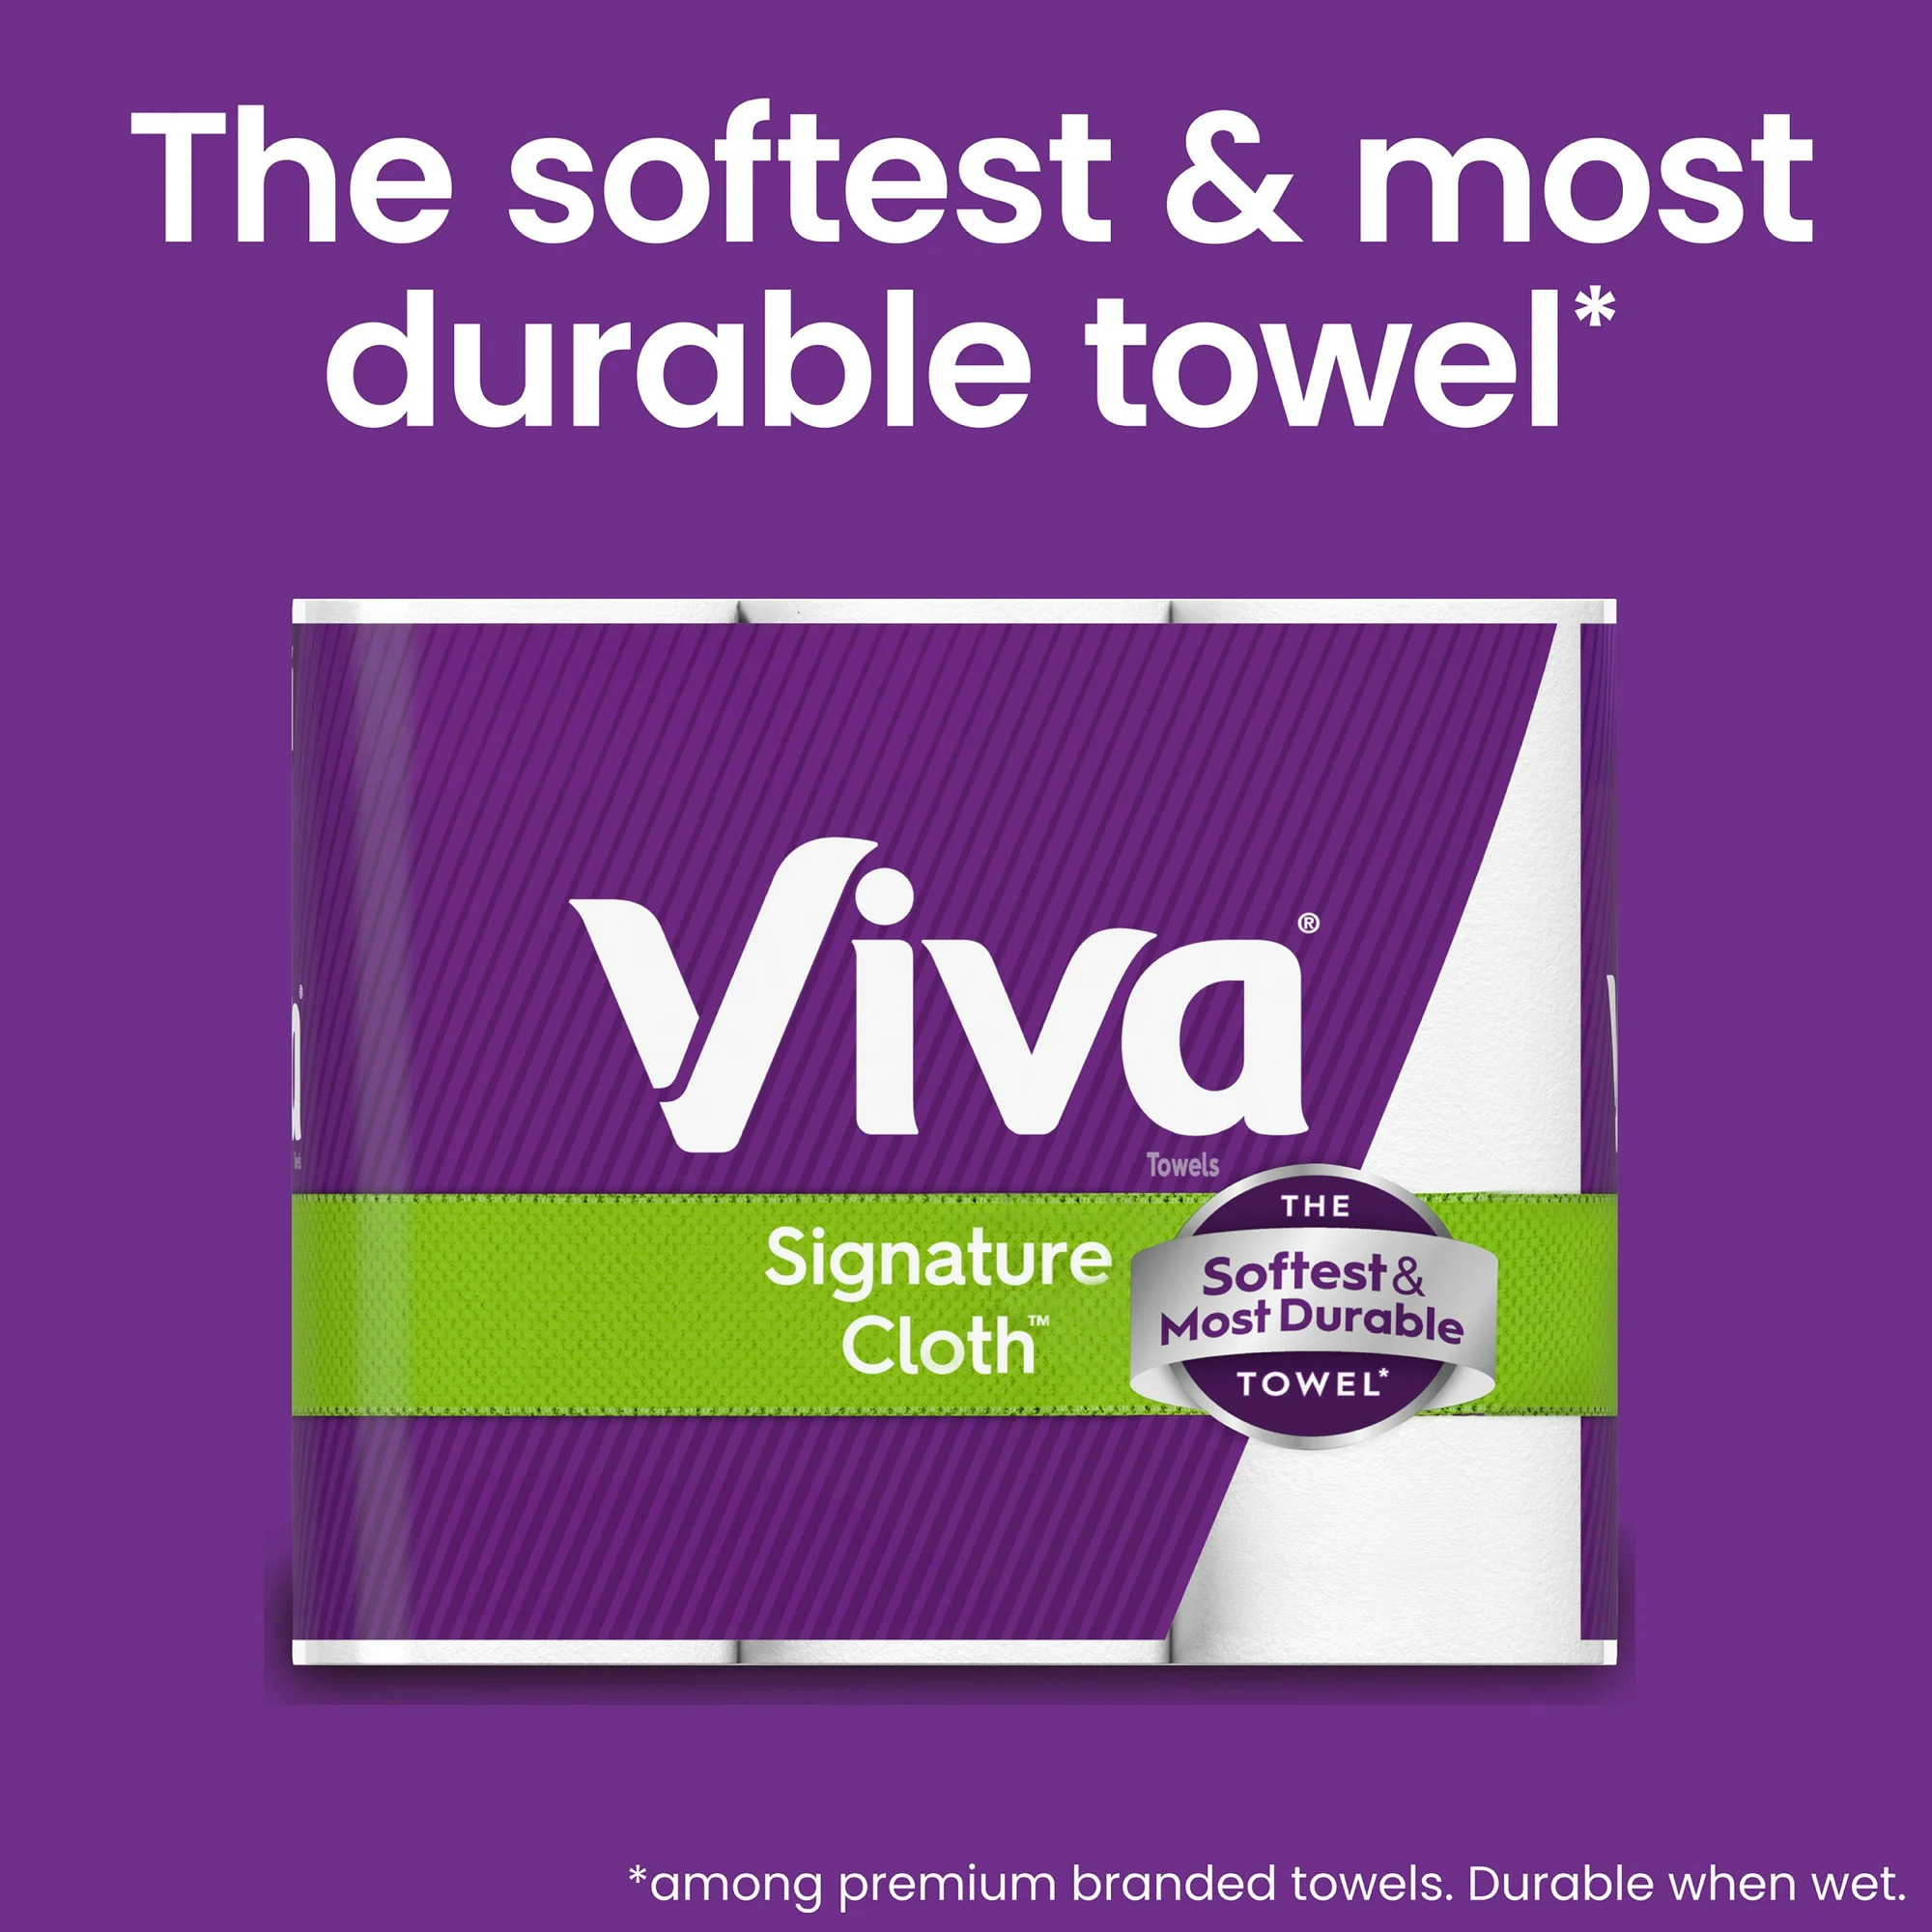 The softest & most
durable towel*
Viva®
Towels
Signature
Cloth™
THE
Softest &
Most Durable
TOWEL*
*among premium branded towels. Durable when wet.